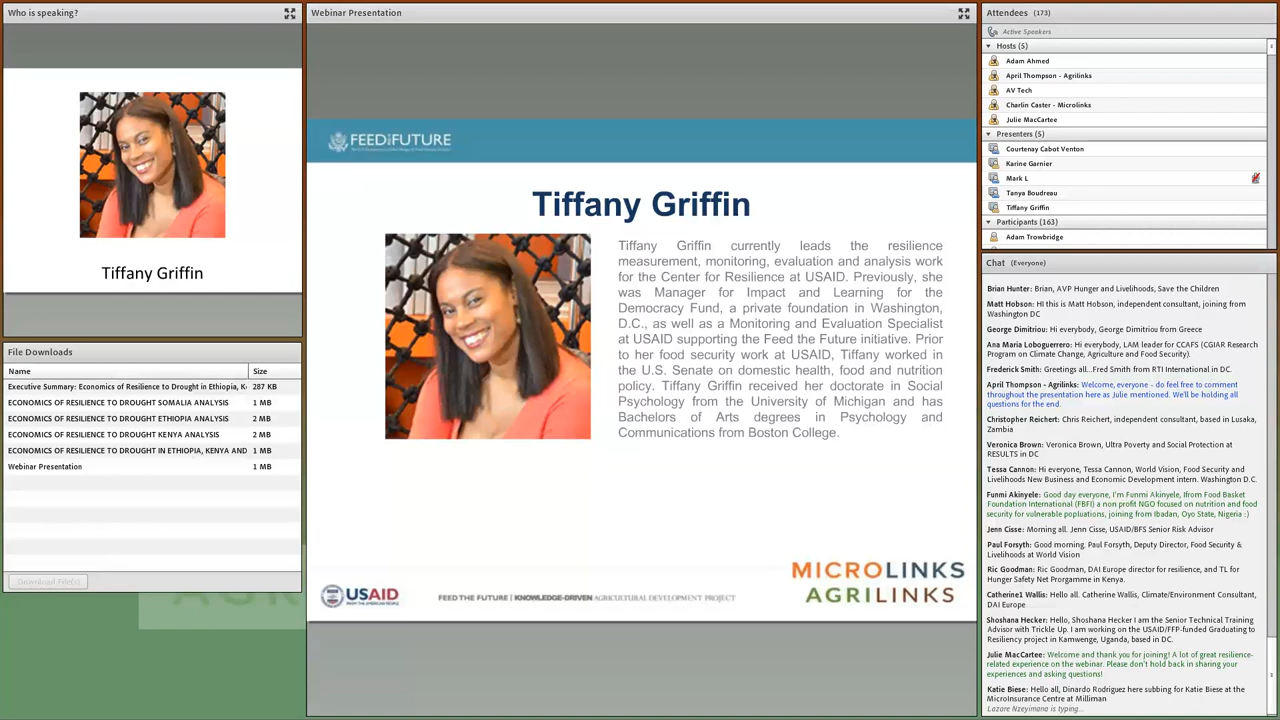 Who is speaking?
Tiffany Griffin
File Downloads
Name Size
Executive Summary: Economics of Resilience to Drought in Ethiopia, K 287 KB
ECONOMICS OF RESILIENCE TO DROUGHT SOMALIA ANALYSIS 1 MB
ECONOMICS OF RESILIENCE TO DROUGHT ETHIOPIA ANALYSIS 2 MB
ECONOMICS OF RESILIENCE TO DROUGHT KENYA ANALYSIS 2 MB
ECONOMICS OF RESILIENCE TO DROUGHT IN ETHIOPIA, KENYA AND 1 MB
Webinar Presentation 1 MB
Download File(s)
Webinar Presentation
FEED THE FUTURE
Tiffany Griffin
Tiffany Griffin currently leads the resilience
measurement, monitoring, evaluation and analysis work
for the Center for Resilience at USAID. Previously, she
was Manager for Impact and Learning for the
Democracy Fund, a private foundation in Washington,
D.C., as well as a Monitoring and Evaluation Specialist
at USAID supporting the Feed the Future initiative. Prior
to her food security work at USAID, Tiffany worked in
the U.S. Senate on domestic health, food and nutrition
policy. Tiffany Griffin received her doctorate in Social
Psychology from the University of Michigan and has
Bachelors of Arts degrees in Psychology and
Communications from Boston College.
USAID
FROM THE AMERICAN PEOPLE
FEED THE FUTURE | KNOWLEDGE-DRIVEN AGRICULTURAL DEVELOPMENT PROJECT
MICROLINKS
AGRILINKS
Attendees (173)
Active Speakers
Hosts (5)
Adam Ahmed
April Thompson - Agrilinks
AV Tech
Charlin Caster - Microlinks
Julie MacCartee
Presenters (5)
Courtenay Cabot Venton
Karine Garnier
Mark L
Tanya Boudreau
Tiffany Griffin
Participants (163)
Adam Trowbridge
Chat (Everyone)
Brian Hunter: Brian, AVP Hunger and Livelihoods, Save the Children
Matt Hobson: HI this is Matt Hobson, independent consultant, joining from
Washington DC
George Dimitriou: Hi everybody, George Dimitriou from Greece
Ana Maria Loboguerrero: Hi everybody, LAM leader for CCAFS (CGIAR Research
Program on Climate Change, Agriculture and Food Security).
Frederick Smith: Greetings all...Fred Smith from RTI International in DC.
April Thompson - Agrilinks: Welcome, everyone - do feel free to comment
throughout the presentation here as Julie mentioned. We'll be holding all
questions for the end.
Christopher Reichert: Chris Reichert, independent consultant, based in Lusaka,
Zambia
Veronica Brown: Veronica Brown, Ultra Poverty and Social Protection at
RESULTS in DC
Tessa Cannon: Hi everyone, Tessa Cannon, World Vision, Food Security and
Livelihoods New Business and Economic Development intern. Washington D.C.
Funmi Akinyele: Good day everyone, I'm Funmi Akinyele, Ifrom Food Basket
Foundation International (FBFI) a non profit NGO focused on nutrition and food
security for vulnerable popluations, joining from Ibadan, Oyo State, Nigeria :)
Jenn Cisse: Morning all. Jenn Cisse, USAID/BFS Senior Risk Advisor
Paul Forsyth: Good morning, Paul Forsyth, Deputy Director, Food Security &
Livelihoods at World Vision
Ric Goodman: Ric Goodman, DAI Europe director for resilience, and TL for
Hunger Safety Net Prorgamme in Kenya.
Catherine1 Wallis: Hello all. Catherine Wallis, Climate/Environment Consultant,
DAI Europe
Shoshana Hecker: Hello, Shoshana Hecker I am the Senior Technical Training
Advisor with Trickle Up. I am working on the USAID/FFP-funded Graduating to
Resiliency project in Kamwenge, Uganda, based in DC.
Julie MacCartee: Welcome and thank you for joining! A lot of great resilience-
related experience on the webinar. Please don't hold back in sharing your
experiences and asking questions!
Katie Biese: Hello all, Dinardo Rodriguez here subbing for Katie Biese at the
MicroInsurance Centre at Milliman
Lazare Nzeyimana is typing...